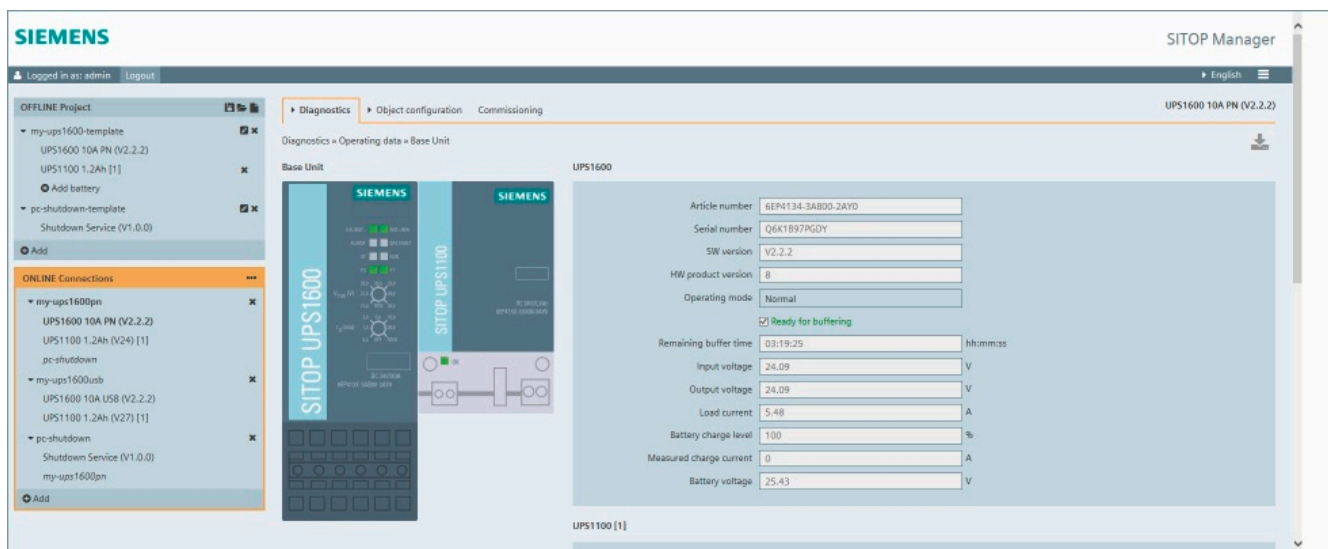 SIEMENS
SITOP Manager
Logged in as: admin Logout
English
OFFLINE Project
my-ups1600-template
UPS1600 10A PN (V2.2.2)
UPS1100 1.2Ah [1]
Add battery
pc-shutdown-template
Shutdown Service (V1.0.0)
Add
ONLINE Connections
my-ups1600pn
UPS1600 10A PN (V2.2.2)
UPS1100 1.2Ah (V24) [1]
pc-shutdown
my-ups1600usb
UPS1600 10A USB (V2.2.2)
UPS1100 1.2Ah (V27) [1]
pc-shutdown
Shutdown Service (V1.0.0)
my-ups1600pn
Add
Diagnostics Object configuration Commissioning
UPS1600 10A PN (V2.2.2)
Diagnostics » Operating data » Base Unit
Base Unit
SIEMENS
SITOP UPS1600
SIEMENS
SITOP UPS1100
UPS1600
Article number 6EP4134-3AB00-2AY0
Serial number Q6K1897PGDY
SW version V2.2.2
HW product version 8
Operating mode Normal
Ready for buffering
Remaining buffer time 03:19:25 hh:mm:ss
Input voltage 24.09 V
Output voltage 24.09 V
Load current 5.48 A
Battery charge level 100 %
Measured charge current 0 A
Battery voltage 25.43 V
UPS1100 [1]